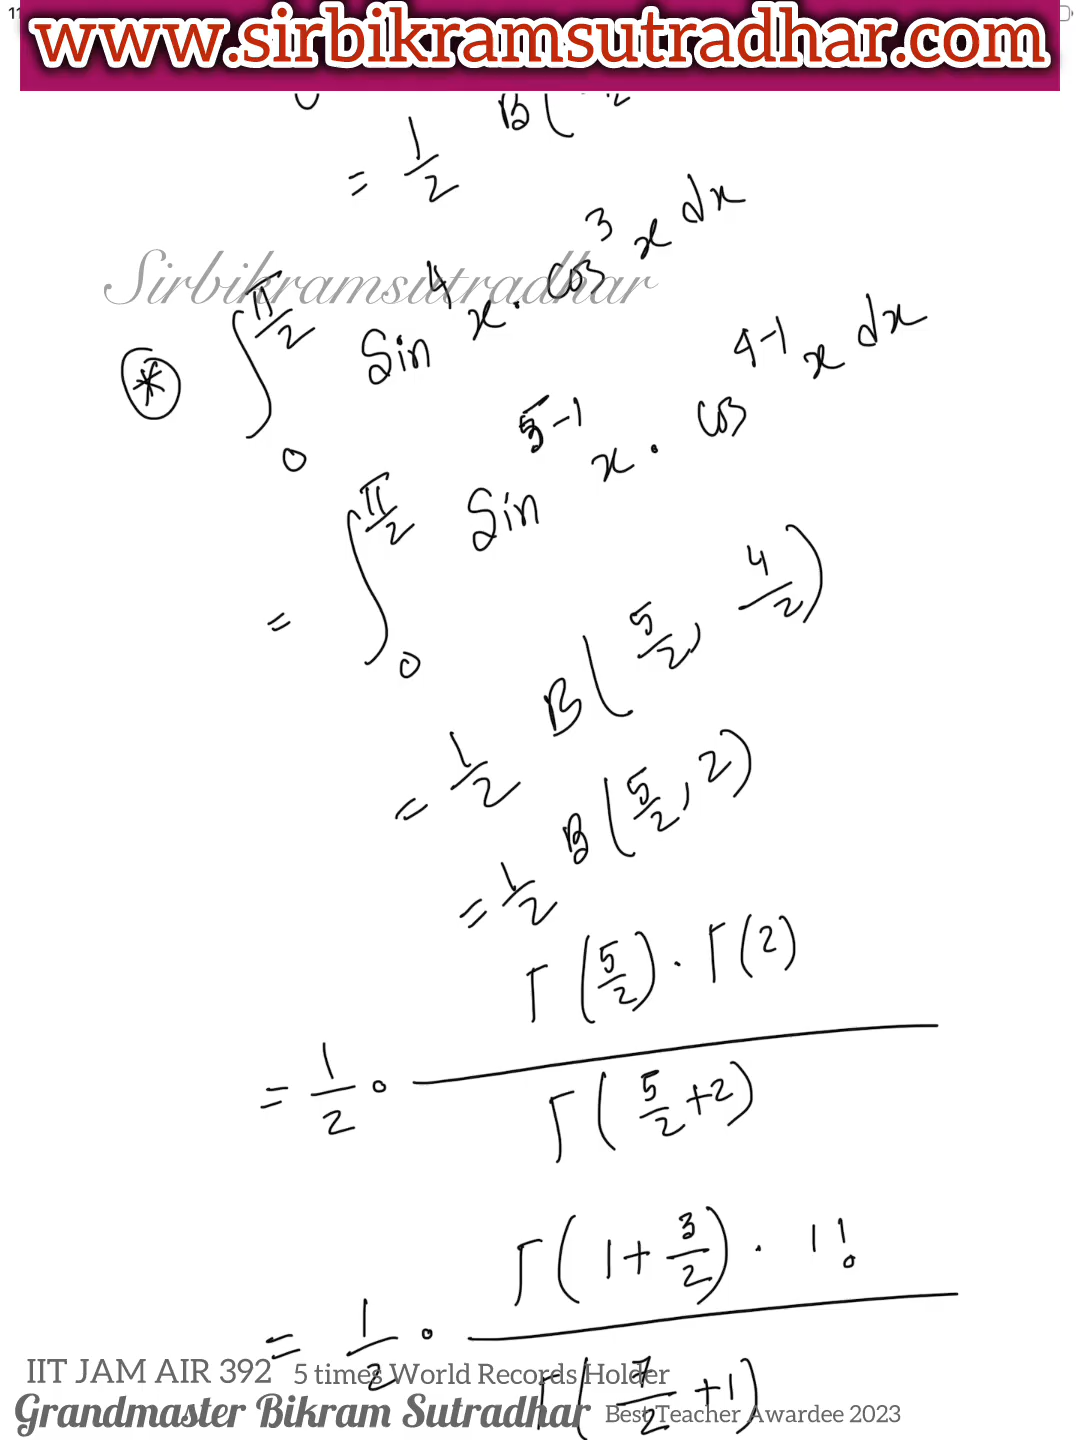 11
www.sirbikramsutradhar.com
= 1/2 B(
Sirbikramsutradhar
⊛ ∫₀^(π/2) Sin⁴x · cos³x dx
= ∫₀^(π/2) Sin^(5-1) x · cos^(4-1) x dx
= 1/2 B(5/2, 4/2)
= 1/2 B(5/2, 2)
= 1/2 · Γ(5/2) · Γ(2) / Γ(5/2 +2)
= 1/2 · Γ(1+ 3/2) · 1! / Γ(7/2 +1)
IIT JAM AIR 392 5 times World Records Holder
Grandmaster Bikram Sutradhar Best Teacher Awardee 2023